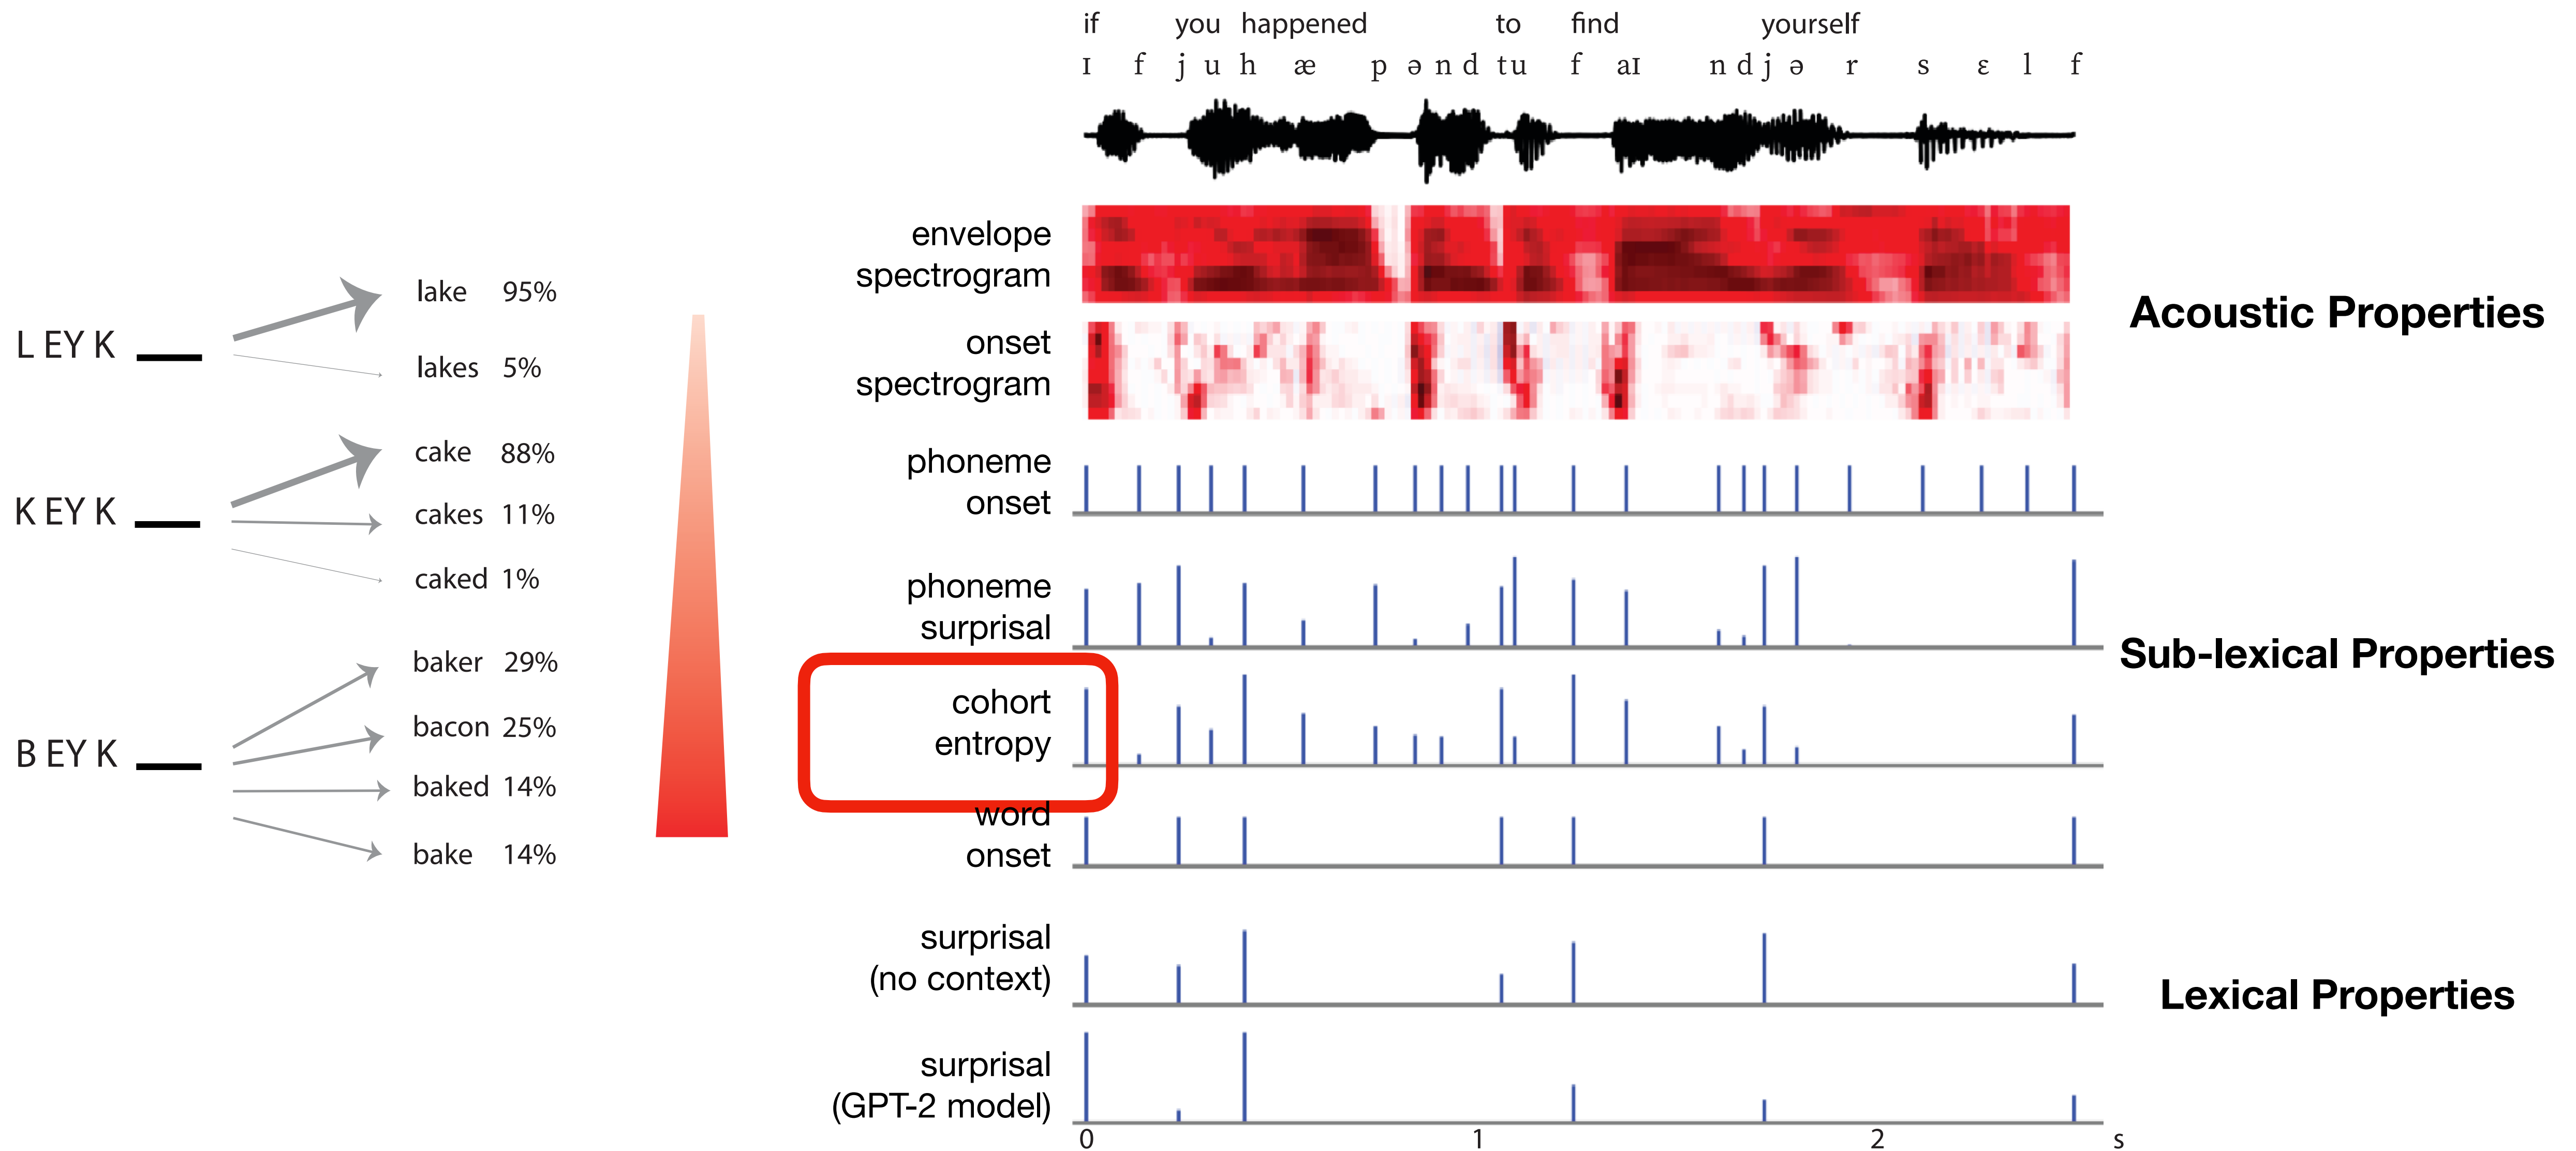 if you happened to find yourself
ɪ f j u h æ p ə n d t u f aɪ n d j ə r s ɛ l f
envelope
spectrogram
onset
spectrogram
Acoustic Properties
L EY K __
lake 95%
lakes 5%
K EY K __
cake 88%
cakes 11%
caked 1%
B EY K __
baker 29%
bacon 25%
baked 14%
bake 14%
phoneme
onset
phoneme
surprisal
cohort
entropy
Sub-lexical Properties
word
onset
surprisal
(no context)
surprisal
(GPT-2 model)
Lexical Properties
0 1 2 s